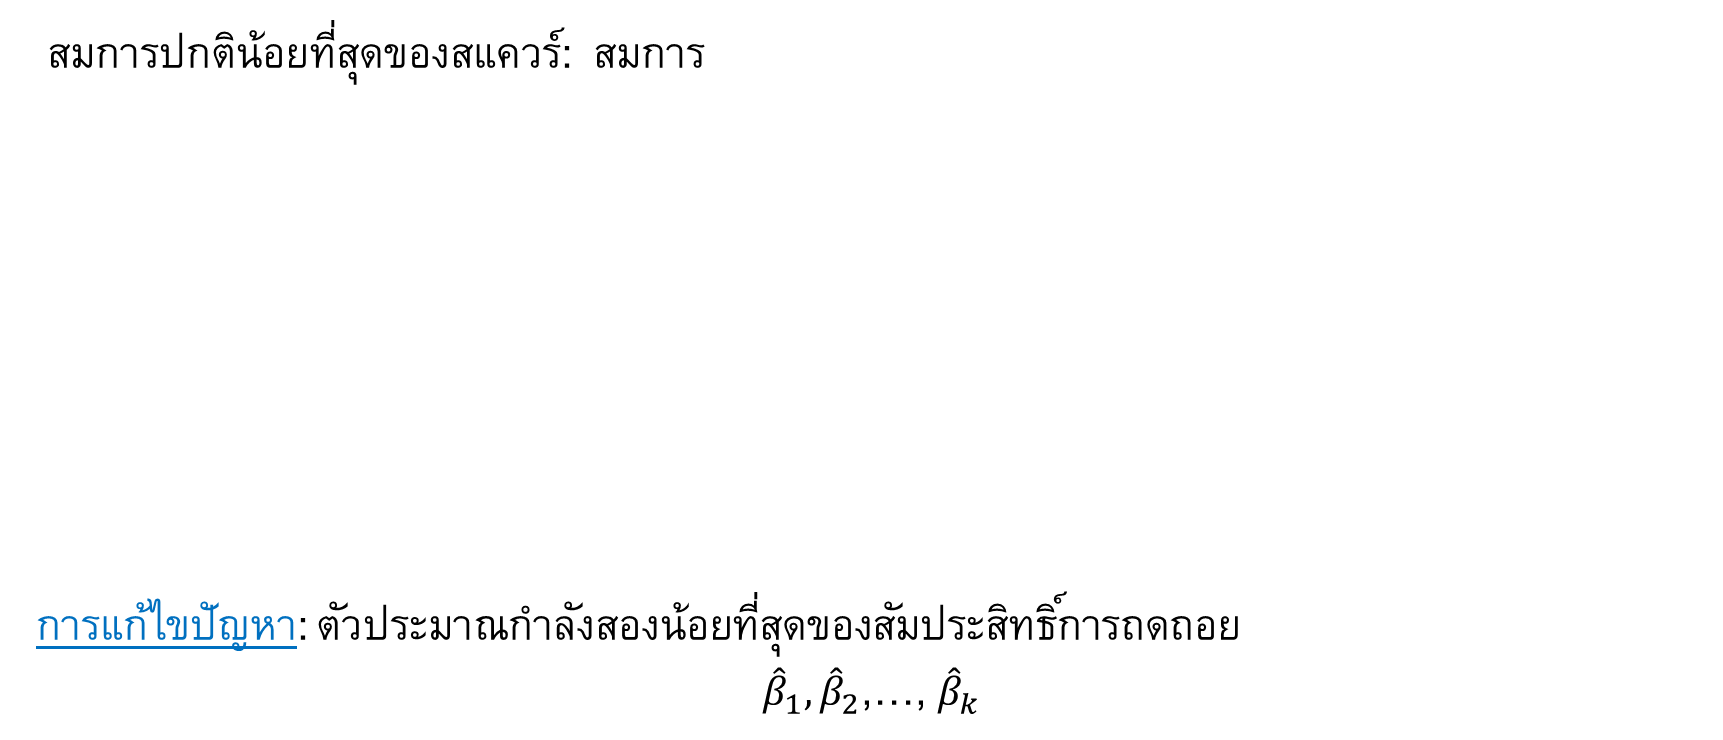 สมการปกติน้อยที่สุดของสแควร์: สมการ
การแก้ไขปัญหา: ตัวประมาณกำลังสองน้อยที่สุดของสัมประสิทธิ์การถดถอย
β̂₁, β̂₂,…, β̂ₖ